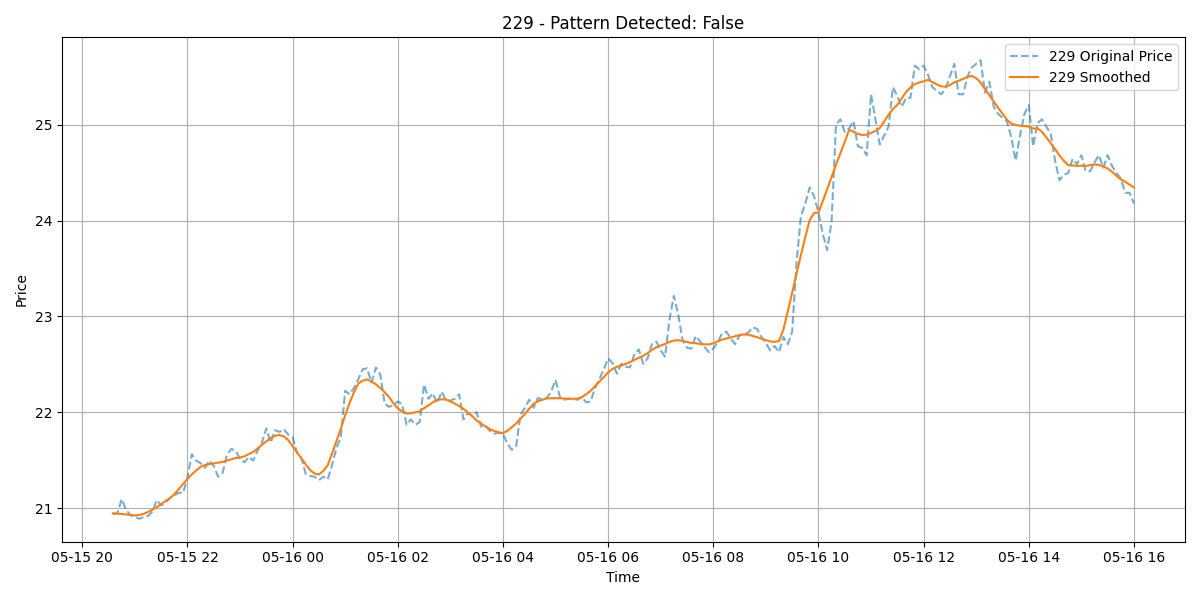 229 - Pattern Detected: False
229 Original Price
229 Smoothed
Price
25
24
23
22
21
05-15 20 05-15 22 05-16 00 05-16 02 05-16 04 05-16 06 05-16 08 05-16 10 05-16 12 05-16 14 05-16 16
Time